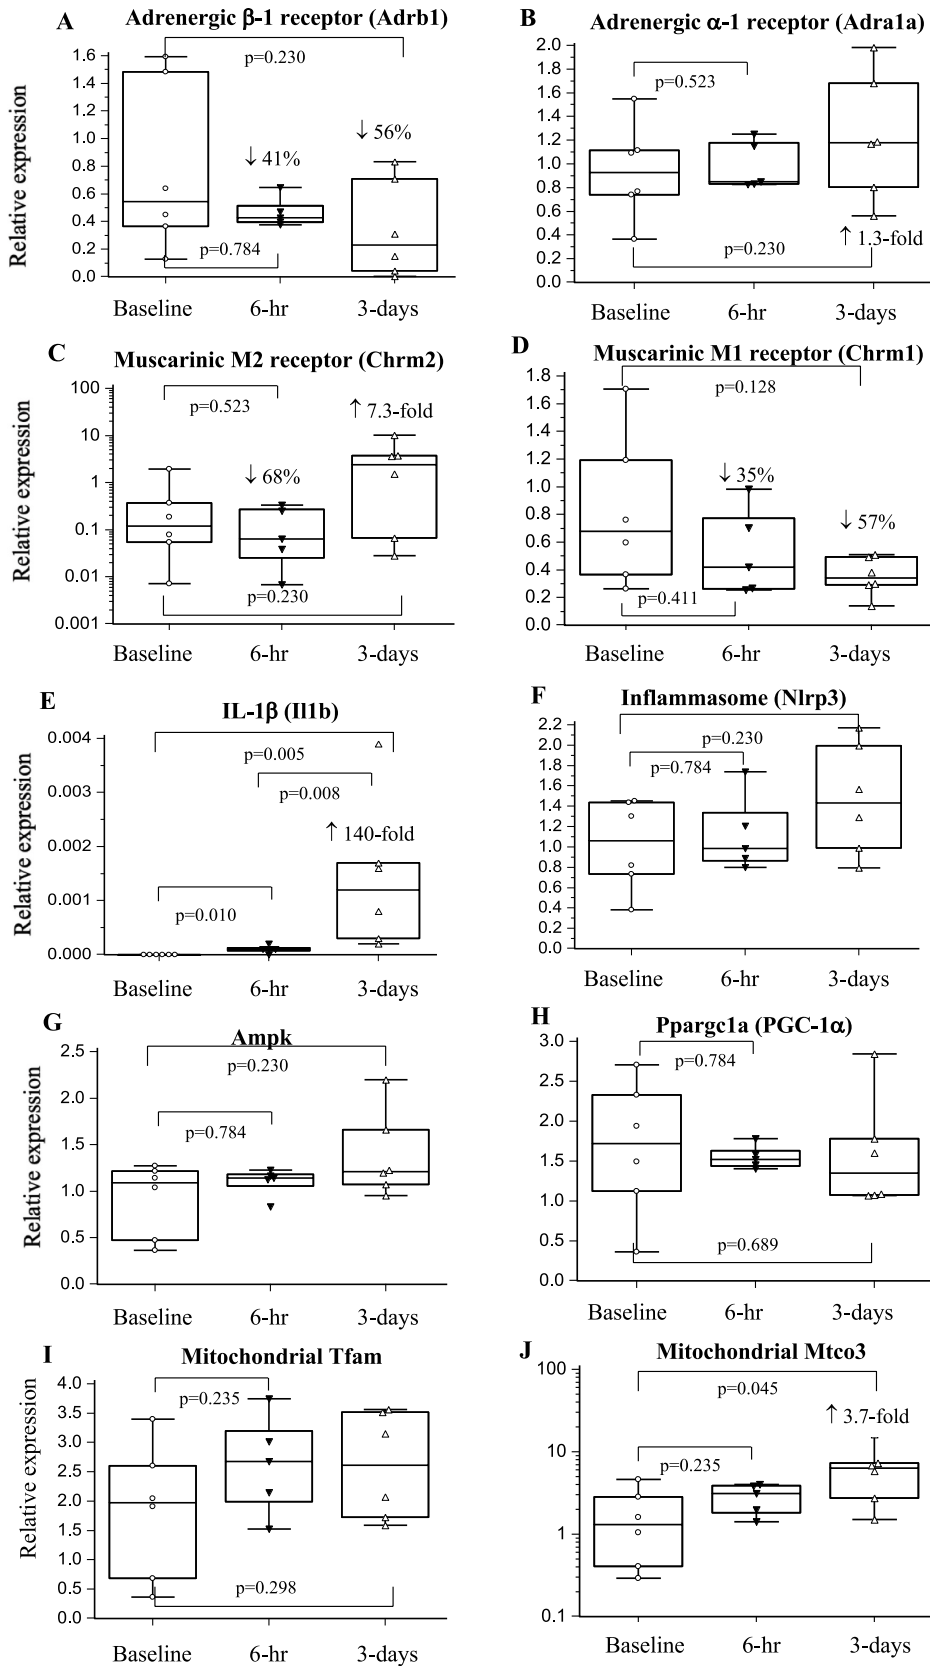 A
Adrenergic β-1 receptor (Adrb1)
p=0.230
↓ 56%
↓ 41%
p=0.784
Relative expression
1.6
1.4
1.2
1.0
0.8
0.6
0.4
0.2
0.0
Baseline 6-hr 3-days
B
Adrenergic α-1 receptor (Adra1a)
p=0.523
↑ 1.3-fold
p=0.230
2.0
1.8
1.6
1.4
1.2
1.0
0.8
0.6
0.4
0.2
0.0
Baseline 6-hr 3-days
C
Muscarinic M2 receptor (Chrm2)
p=0.523
↑ 7.3-fold
↓ 68%
p=0.230
Relative expression
100
10
1
0.1
0.01
0.001
Baseline 6-hr 3-days
D
Muscarinic M1 receptor (Chrm1)
p=0.128
↓ 35%
↓ 57%
p=0.411
1.8
1.6
1.4
1.2
1.0
0.8
0.6
0.4
0.2
0.0
Baseline 6-hr 3-days
E
IL-1β (Il1b)
p=0.005
p=0.008
↑ 140-fold
p=0.010
Relative expression
0.004
0.003
0.002
0.001
0.000
Baseline 6-hr 3-days
F
Inflammasome (Nlrp3)
p=0.230
p=0.784
2.2
2.0
1.8
1.6
1.4
1.2
1.0
0.8
0.6
0.4
0.2
0.0
Baseline 6-hr 3-days
G
Ampk
p=0.230
p=0.784
Relative expression
2.5
2.0
1.5
1.0
0.5
0.0
Baseline 6-hr 3-days
H
Ppargc1a (PGC-1α)
p=0.784
p=0.689
3.0
2.5
2.0
1.5
1.0
0.5
0.0
Baseline 6-hr 3-days
I
Mitochondrial Tfam
p=0.235
p=0.298
Relative expression
4.0
3.5
3.0
2.5
2.0
1.5
1.0
0.5
0.0
Baseline 6-hr 3-days
J
Mitochondrial Mtco3
p=0.045
↑ 3.7-fold
p=0.235
100
10
1
0.1
Baseline 6-hr 3-days